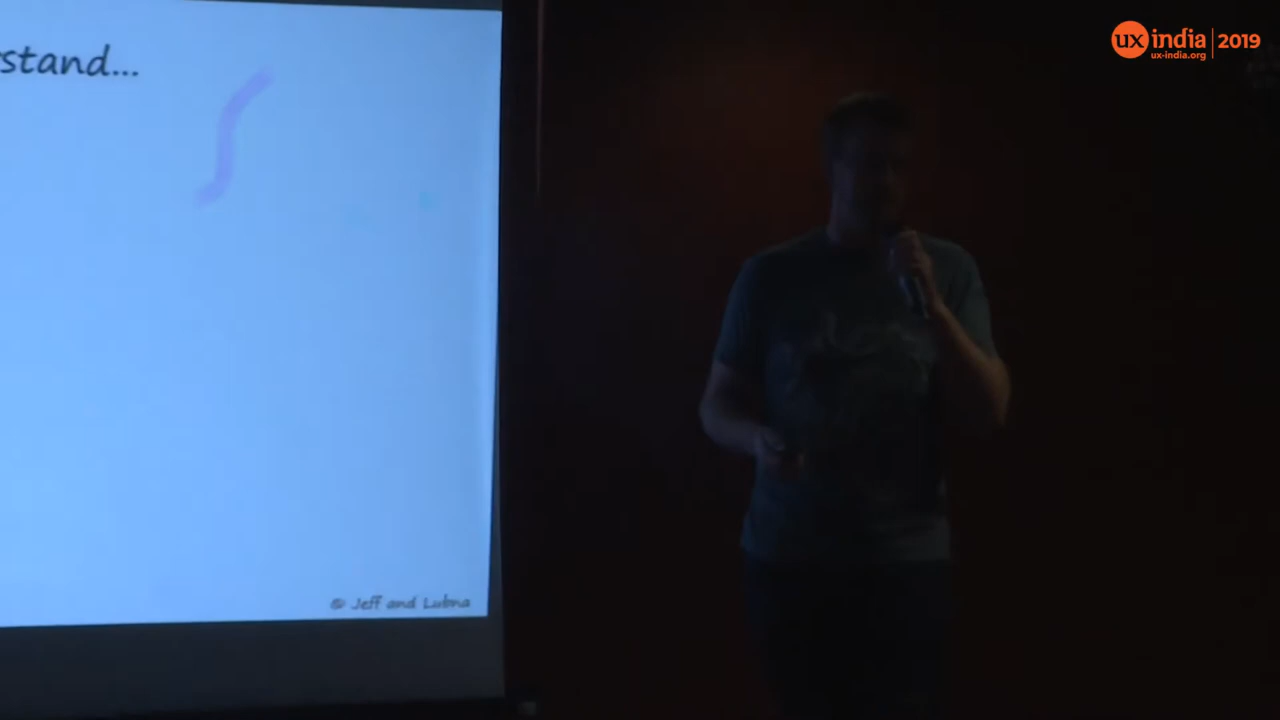 stand...
ux india | 2019
ux-india.org
© Jeff and Lubna